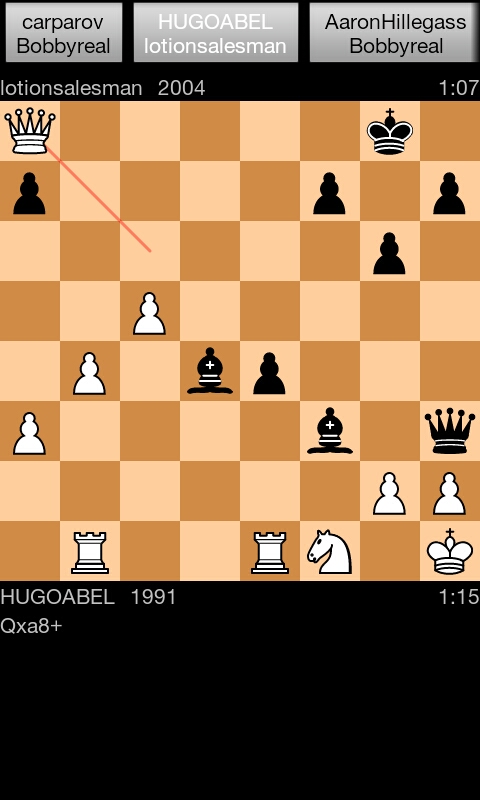 carparov
Bobbyreal
HUGOABEL
lotionsalesman
AaronHillegass
Bobbyreal
lotionsalesman 2004 1:07
HUGOABEL 1991 1:15
Qxa8+